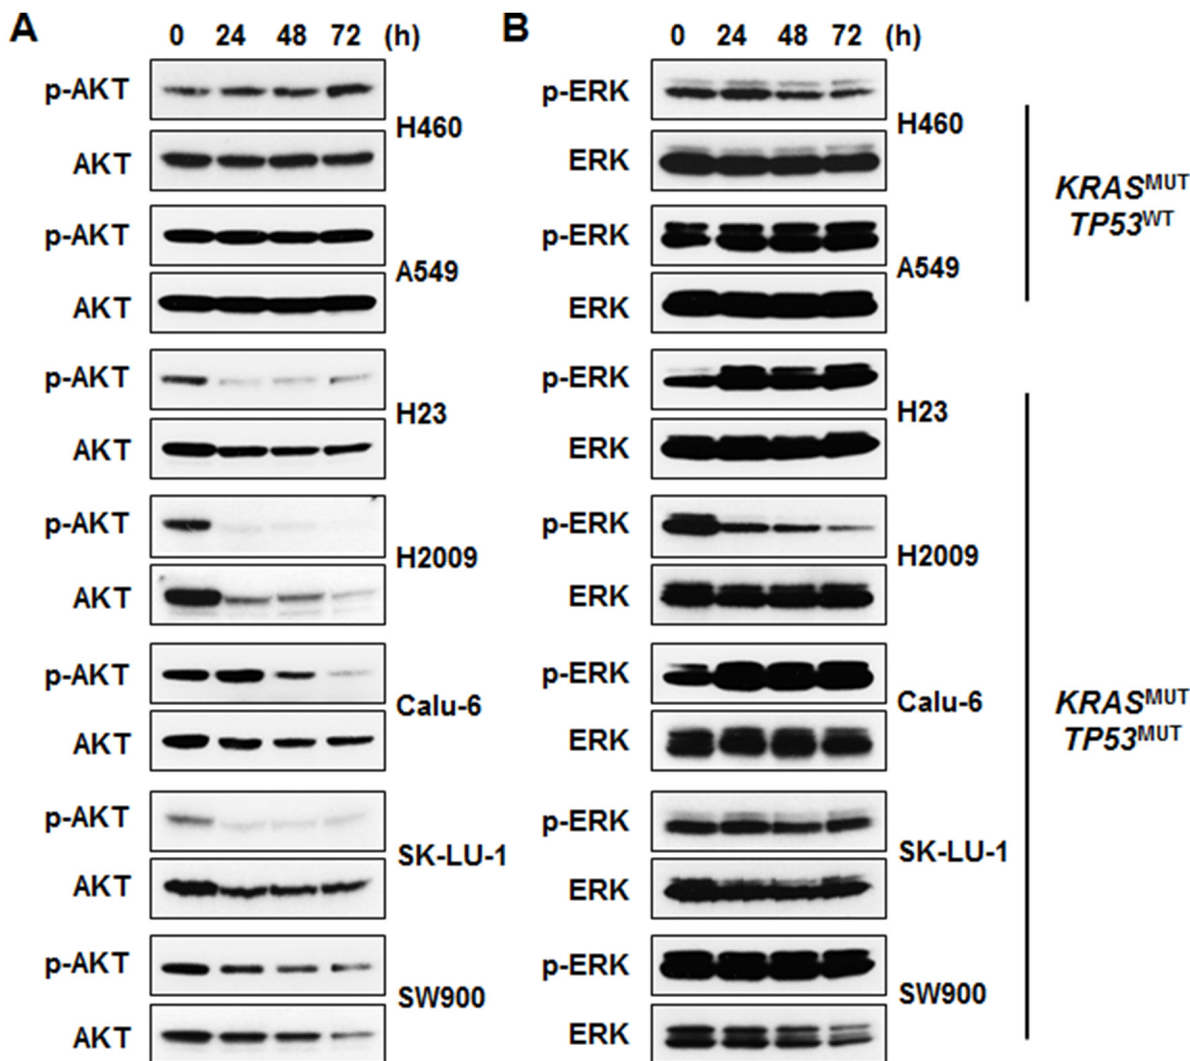 A 0 24 48 72 (h) B 0 24 48 72 (h)
p-AKT p-ERK
H460 H460
AKT ERK
KRASMUT
TP53WT
p-AKT p-ERK
A549 A549
AKT ERK
p-AKT p-ERK
H23 H23
AKT ERK
p-AKT p-ERK
H2009 H2009
AKT ERK
p-AKT p-ERK
Calu-6 Calu-6
KRASMUT
TP53MUT
AKT ERK
p-AKT p-ERK
SK-LU-1 SK-LU-1
AKT ERK
p-AKT p-ERK
SW900 SW900
AKT ERK